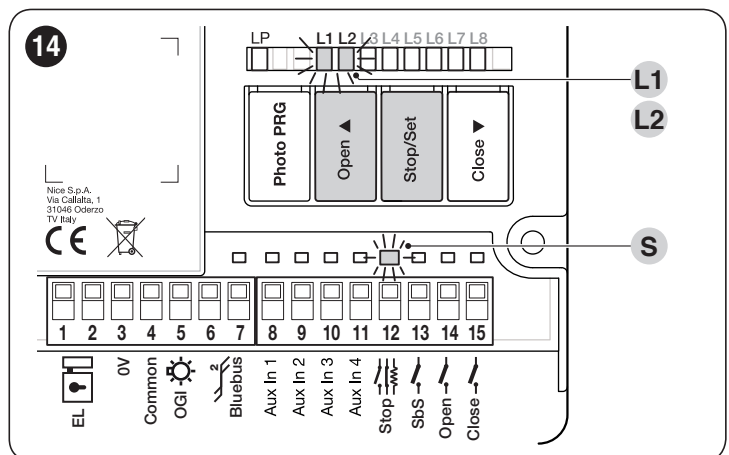 14
LP L1 L2 L3 L4 L5 L6 L7 L8
L1
L2
Photo PRG
Open ▲
Stop/Set
Close ▼
Nice S.p.A.
Via Callalta, 1
31046 Oderzo
TV Italy
CE
S
1 2 3 4 5 6 7 8 9 10 11 12 13 14 15
EL
0V
Common
OGI
2
Bluebus
Aux In 1
Aux In 2
Aux In 3
Aux In 4
Stop
SbS
Open
Close